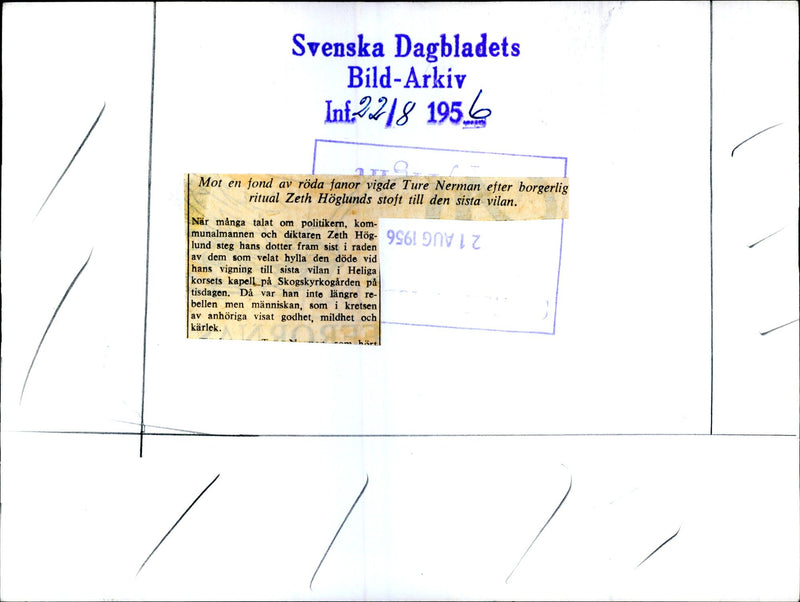 Svenska Dagbladets
Bild-Arkiv
Inf. 22/8 1956
Mot en fond av röda fanor vigde Ture Nerman efter borgerlig
ritual Zeth Höglunds stoft till den sista vilan.
När många talat om politikern, kom-
munalmannen och diktaren Zeth Hög-
lund steg hans dotter fram sist i raden
av dem som velat hylla den döde vid
hans vigning till sista vilan i Heliga
korsets kapell på Skogskyrkogården på
tisdagen. Då var han inte längre re-
bellen men människan, som i kretsen
av anhöriga visat godhet, mildhet och
kärlek.
21 AUG 1956